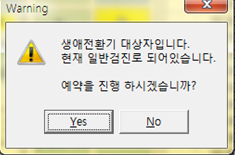 Warning
생애전환기 대상자입니다.
현재 일반검진로 되어있습니다.
예약을 진행 하시겠습니까?
Yes
No